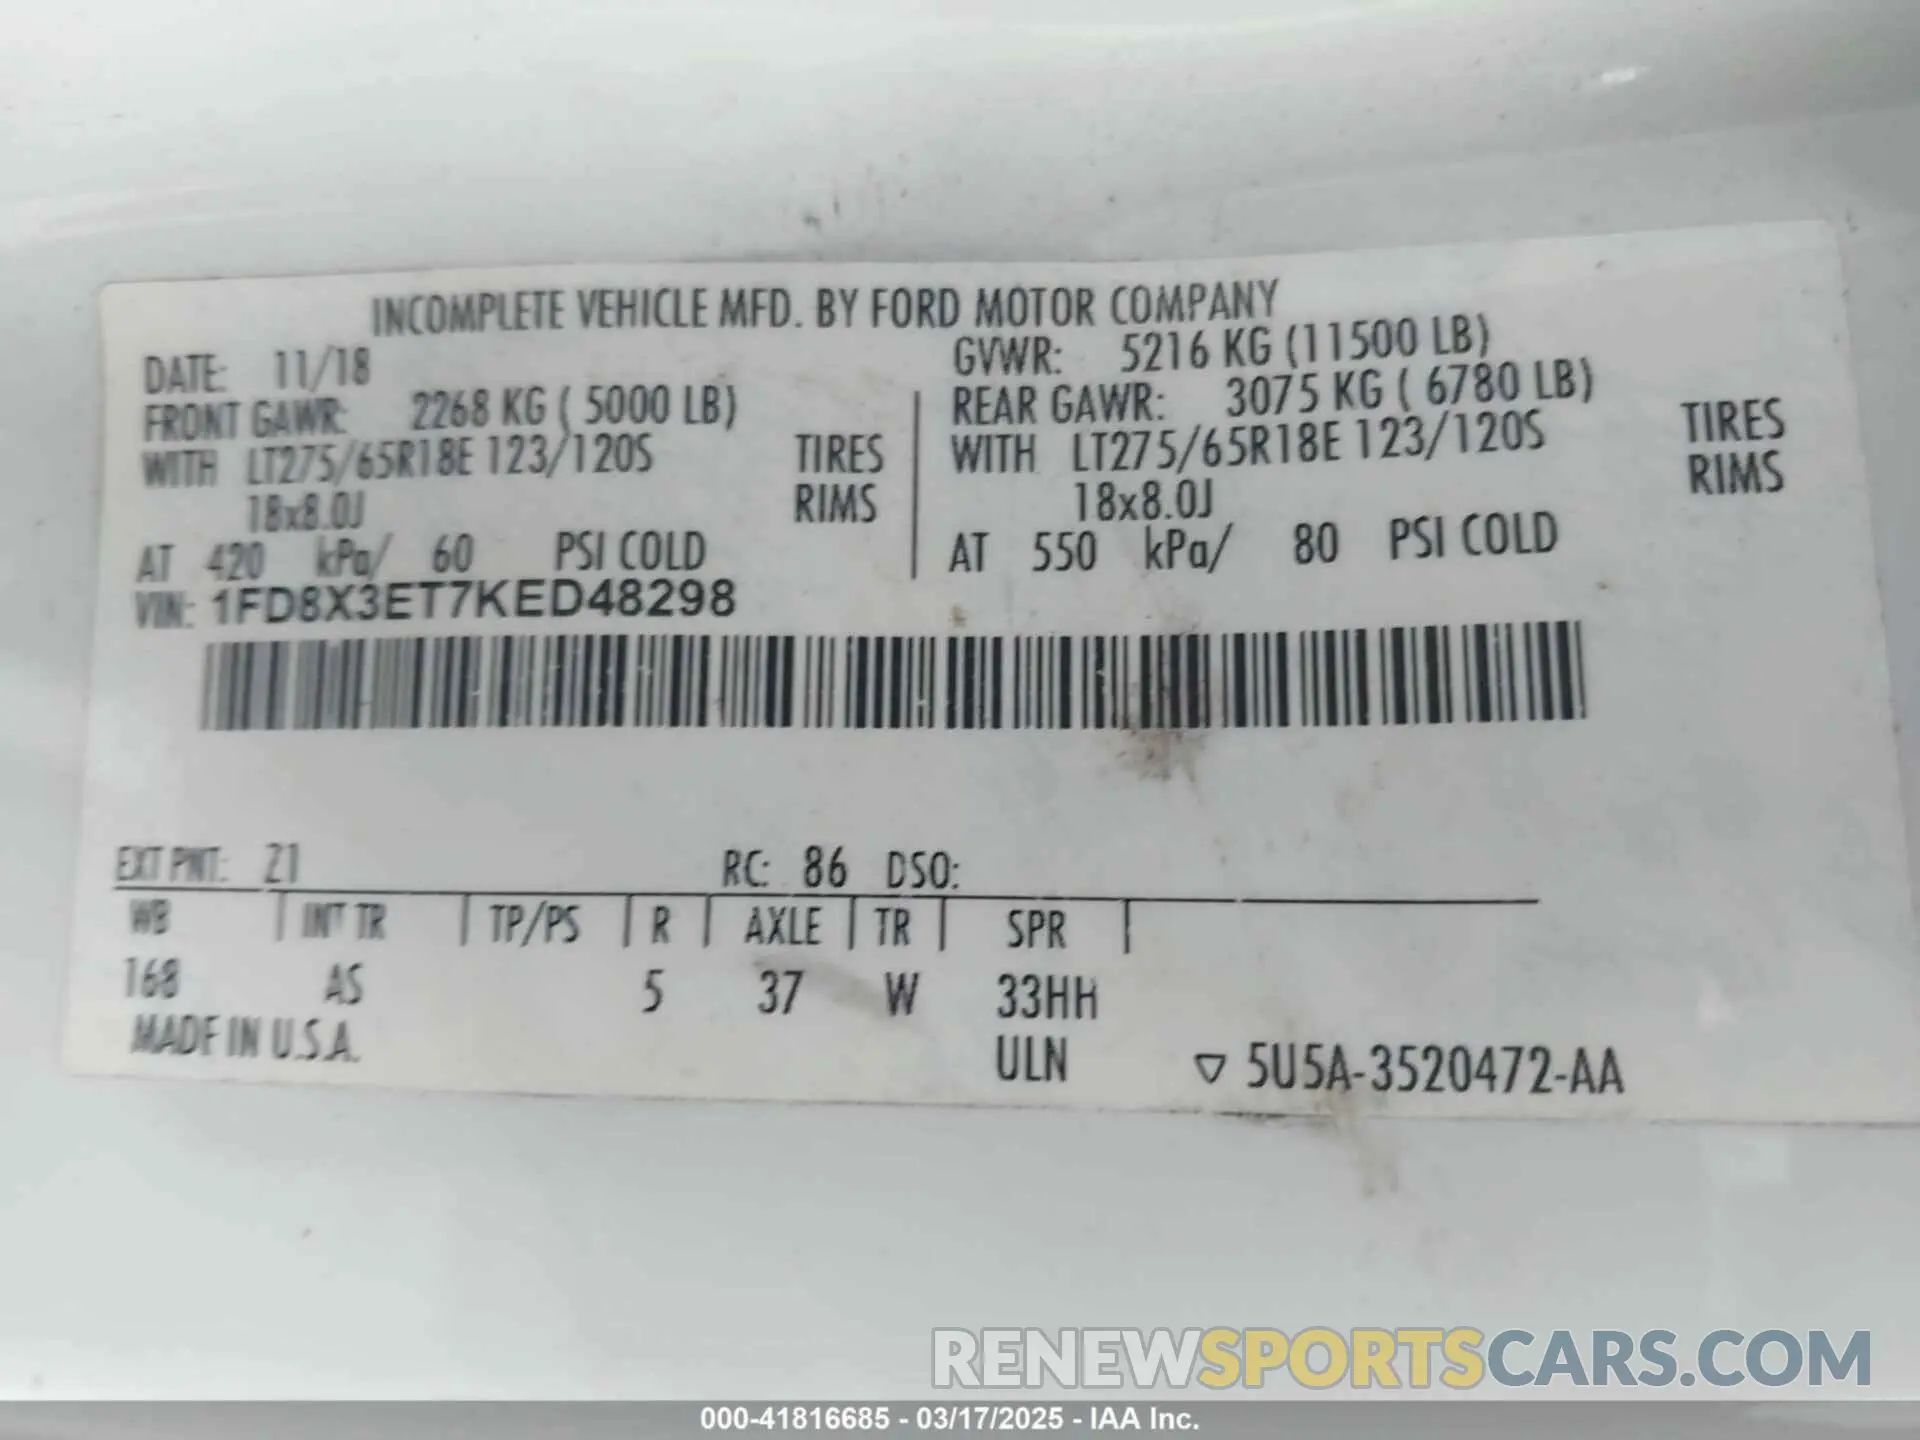 INCOMPLETE VEHICLE MFD. BY FORD MOTOR COMPANY
DATE: 11/18 GVWR: 5216 KG (11500 LB)
FRONT GAWR: 2268 KG ( 5000 LB) REAR GAWR: 3075 KG ( 6780 LB)
WITH LT275/65R18E 123/120S TIRES WITH LT275/65R18E 123/120S TIRES
18x8.0J RIMS 18x8.0J RIMS
AT 420 kPa/ 60 PSI COLD AT 550 kPa/ 80 PSI COLD
VIN: 1FD8X3ET7KED48298
EXT PNT: Z1 RC: 86 DSO:
WB INT TR TP/PS R AXLE TR SPR
168 AS 5 37 W 33HH
MADE IN U.S.A. ULN ▽ 5U5A-3520472-AA
RENEWSPORTSCARS.COM
000-41816685 - 03/17/2025 - IAA Inc.